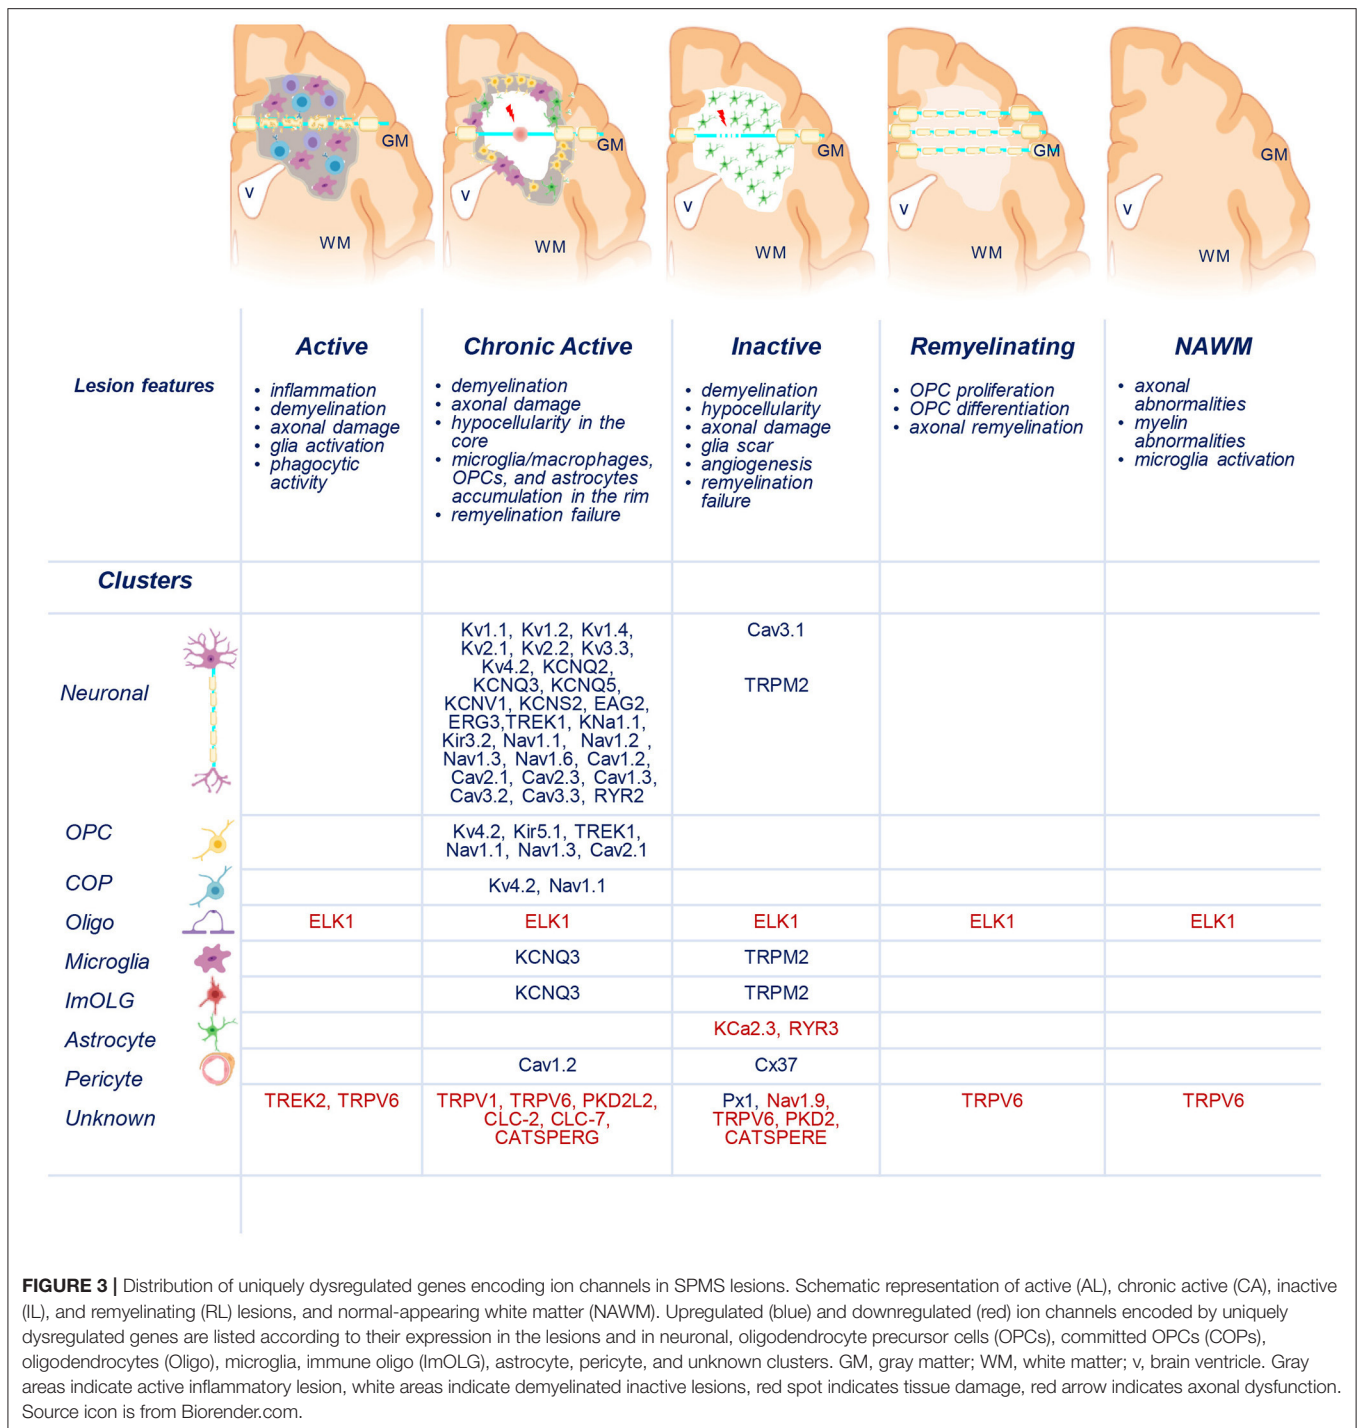 GM
V
WM
GM
V
WM
GM
V
WM
GM
V
WM
GM
V
WM
Active
Chronic Active
Inactive
Remyelinating
NAWM
Lesion features
• inflammation
• demyelination
• axonal damage
• glia activation
• phagocytic
activity
• demyelination
• axonal damage
• hypocellularity in the
core
• microglia/macrophages,
OPCs, and astrocytes
accumulation in the rim
• remyelination failure
• demyelination
• hypocellularity
• axonal damage
• glia scar
• angiogenesis
• remyelination
failure
• OPC proliferation
• OPC differentiation
• axonal remyelination
• axonal
abnormalities
• myelin
abnormalities
• microglia activation
Clusters
Neuronal
Kv1.1, Kv1.2, Kv1.4,
Kv2.1, Kv2.2, Kv3.3,
Kv4.2, KCNQ2,
KCNQ3, KCNQ5,
KCNV1, KCNS2, EAG2,
ERG3,TREK1, KNa1.1,
Kir3.2, Nav1.1, Nav1.2 ,
Nav1.3, Nav1.6, Cav1.2,
Cav2.1, Cav2.3, Cav1.3,
Cav3.2, Cav3.3, RYR2
Cav3.1
TRPM2
OPC
Kv4.2, Kir5.1, TREK1,
Nav1.1, Nav1.3, Cav2.1
COP
Kv4.2, Nav1.1
Oligo
ELK1
ELK1
ELK1
ELK1
ELK1
Microglia
KCNQ3
TRPM2
ImOLG
KCNQ3
TRPM2
Astrocyte
KCa2.3, RYR3
Pericyte
Cav1.2
Cx37
Unknown
TREK2, TRPV6
TRPV1, TRPV6, PKD2L2,
CLC-2, CLC-7,
CATSPERG
Px1, Nav1.9,
TRPV6, PKD2,
CATSPERE
TRPV6
TRPV6
FIGURE 3 | Distribution of uniquely dysregulated genes encoding ion channels in SPMS lesions. Schematic representation of active (AL), chronic active (CA), inactive
(IL), and remyelinating (RL) lesions, and normal-appearing white matter (NAWM). Upregulated (blue) and downregulated (red) ion channels encoded by uniquely
dysregulated genes are listed according to their expression in the lesions and in neuronal, oligodendrocyte precursor cells (OPCs), committed OPCs (COPs),
oligodendrocytes (Oligo), microglia, immune oligo (ImOLG), astrocyte, pericyte, and unknown clusters. GM, gray matter; WM, white matter; v, brain ventricle. Gray
areas indicate active inflammatory lesion, white areas indicate demyelinated inactive lesions, red spot indicates tissue damage, red arrow indicates axonal dysfunction.
Source icon is from Biorender.com.